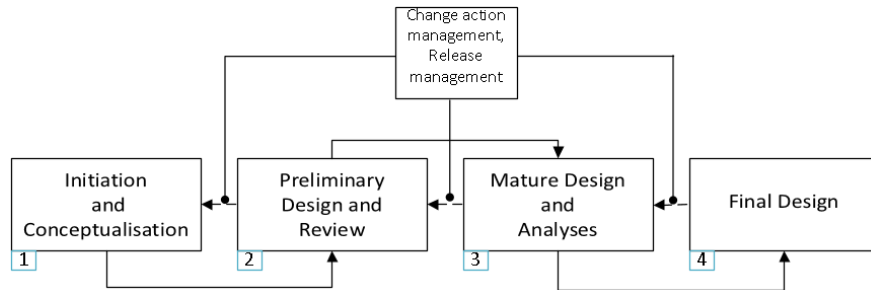 Change action
management,
Release
management
Initiation
and
Conceptualisation
1
Preliminary
Design and
Review
2
Mature Design
and
Analyses
3
Final Design
4